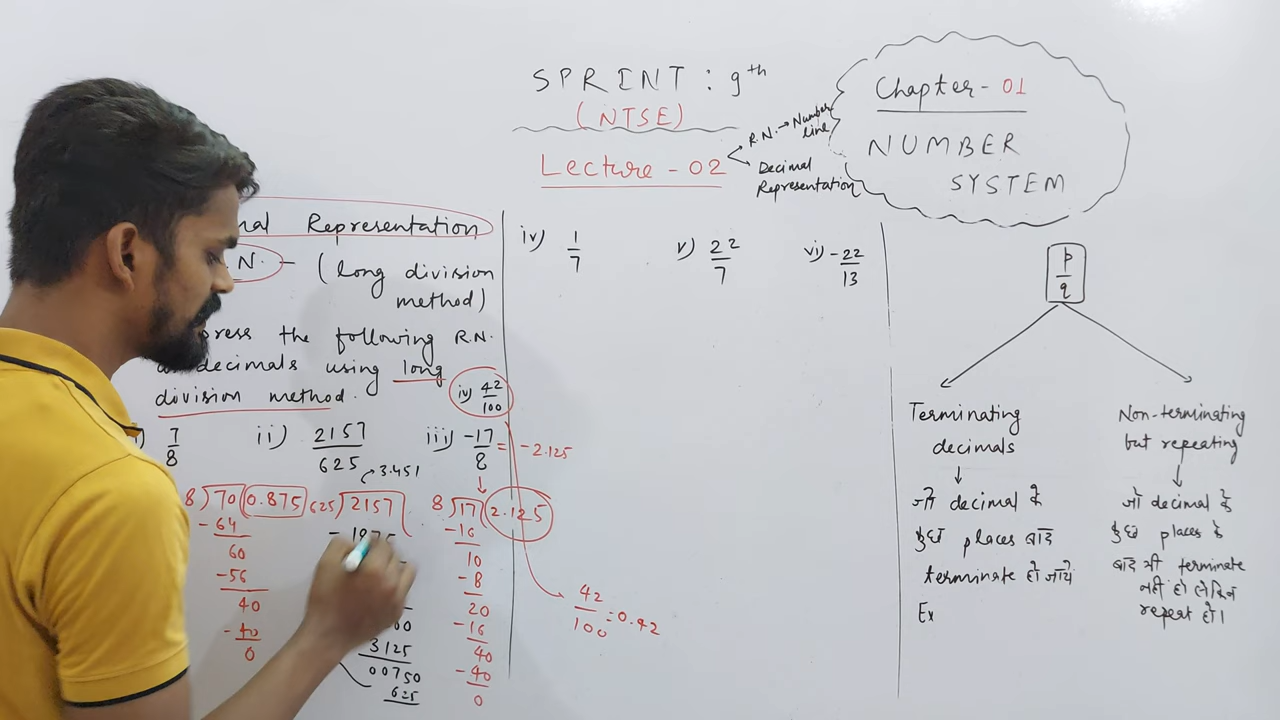 SPRINT : 9th
(NTSE)
Lecture - 02
R.N. → Number line
Decimal Representation
Chapter - 01
NUMBER
SYSTEM
Representation
N. - (long division
method)
the following R.N.
decimals using long
division method.
iv) 42/100
7/8
ii) 2157/625
iii) -17/8 = -2.125
3.451
8)70(0.875
-64
60
-56
40
-40
0
625)2157(
3125
00750
625
8)17(2.125
-16
10
-8
20
-16
40
-40
0
42/100 = 0.42
iv) 1/7
v) 22/7
vi) -22/13
p/q
Terminating
decimals
जो decimal के
कुछ places बाद
terminate हो जाये
Ex
Non-terminating
but repeating
जो decimal के
कुछ places के
बाद भी terminate
नहीं हो लेकिन
repeat हो।